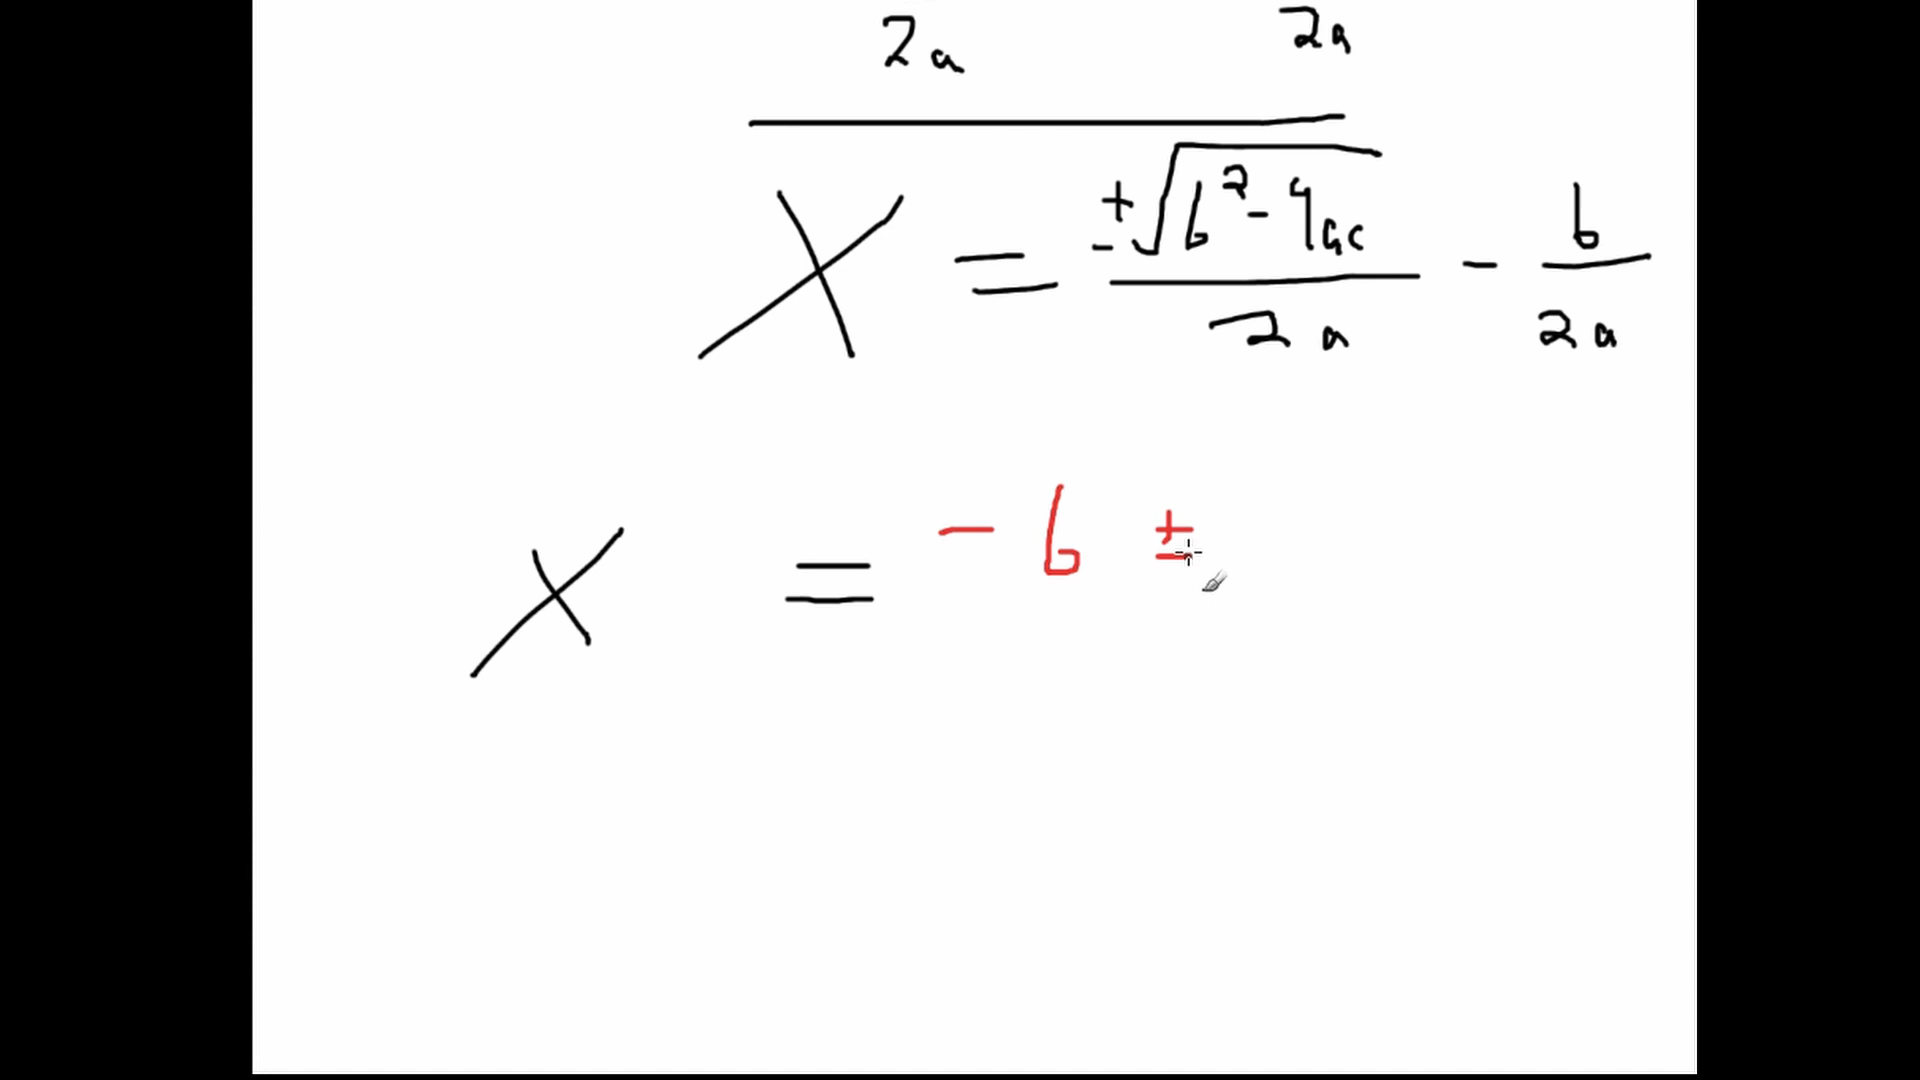 2a 2a
x = ±√b²-4ac / 2a - b / 2a
x = -b ±